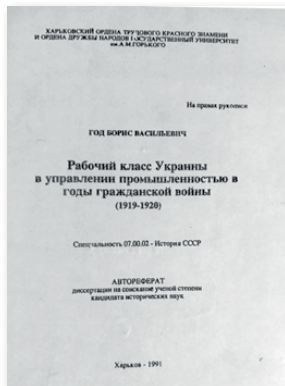 ХАРЬКОВСКИЙ ОРДЕНА ТРУДОВОГО КРАСНОГО ЗНАМЕНИ
И ОРДЕНА ДРУЖБЫ НАРОДОВ ГОСУДАРСТВЕННЫЙ УНИВЕРСИТЕТ
им.А.М.ГОРЬКОГО
На правах рукописи
ГОД БОРИС ВАСИЛЬЕВИЧ
Рабочий класс Украины
в управлении промышленностью в
годы гражданской войны
(1919-1920)
Специальность 07.00.02 - История СССР
АВТОРЕФЕРАТ
диссертации на соискание ученой степени
кандидата исторических наук
Харьков - 1991